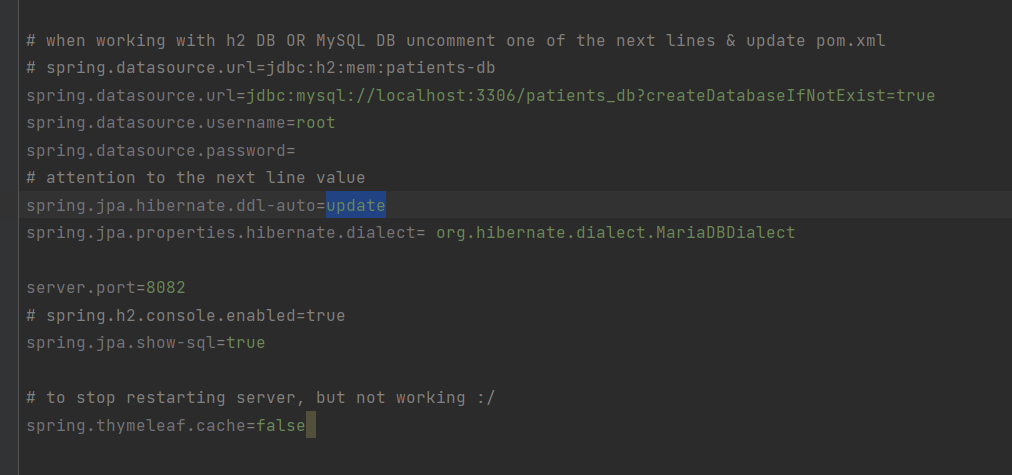 # when working with h2 DB OR MySQL DB uncomment one of the next lines & update pom.xml
# spring.datasource.url=jdbc:h2:mem:patients-db
spring.datasource.url=jdbc:mysql://localhost:3306/patients_db?createDatabaseIfNotExist=true
spring.datasource.username=root
spring.datasource.password=
# attention to the next line value
spring.jpa.hibernate.ddl-auto=update
spring.jpa.properties.hibernate.dialect= org.hibernate.dialect.MariaDBDialect
server.port=8082
# spring.h2.console.enabled=true
spring.jpa.show-sql=true
# to stop restarting server, but not working :/
spring.thymeleaf.cache=false